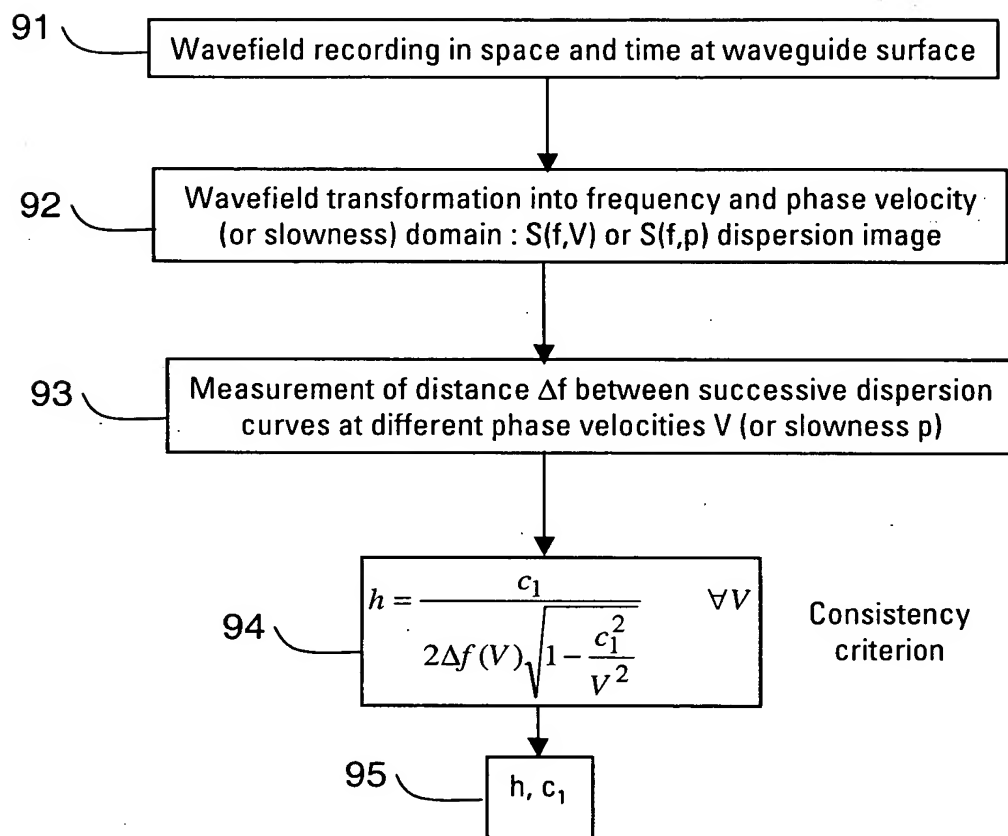 91
Wavefield recording in space and time at waveguide surface
92
Wavefield transformation into frequency and phase velocity
(or slowness) domain : S(f,V) or S(f,p) dispersion image
93
Measurement of distance Δf between successive dispersion
curves at different phase velocities V (or slowness p)
94
h = c₁ / (2Δf(V)√(1 − c₁²/V²)) ∀V
Consistency
criterion
95
h, c₁